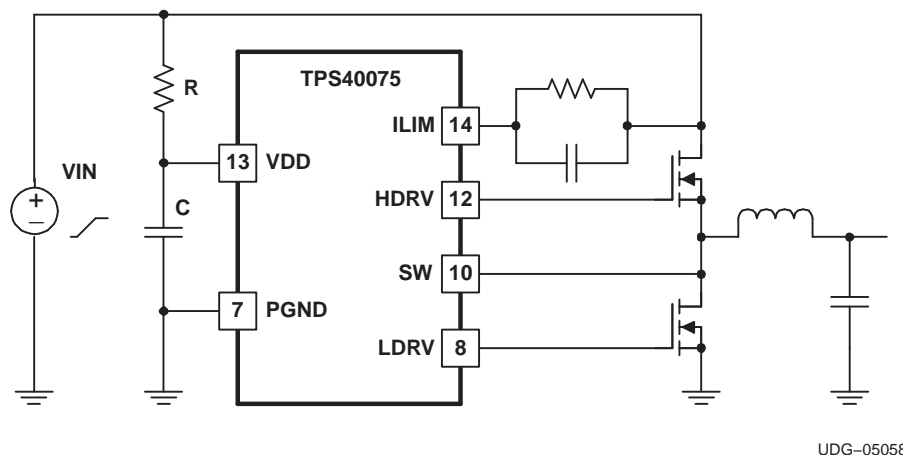 TPS40075
R
ILIM 14
13 VDD
VIN
HDRV 12
C
+
–
SW 10
7 PGND
LDRV 8
UDG–05058